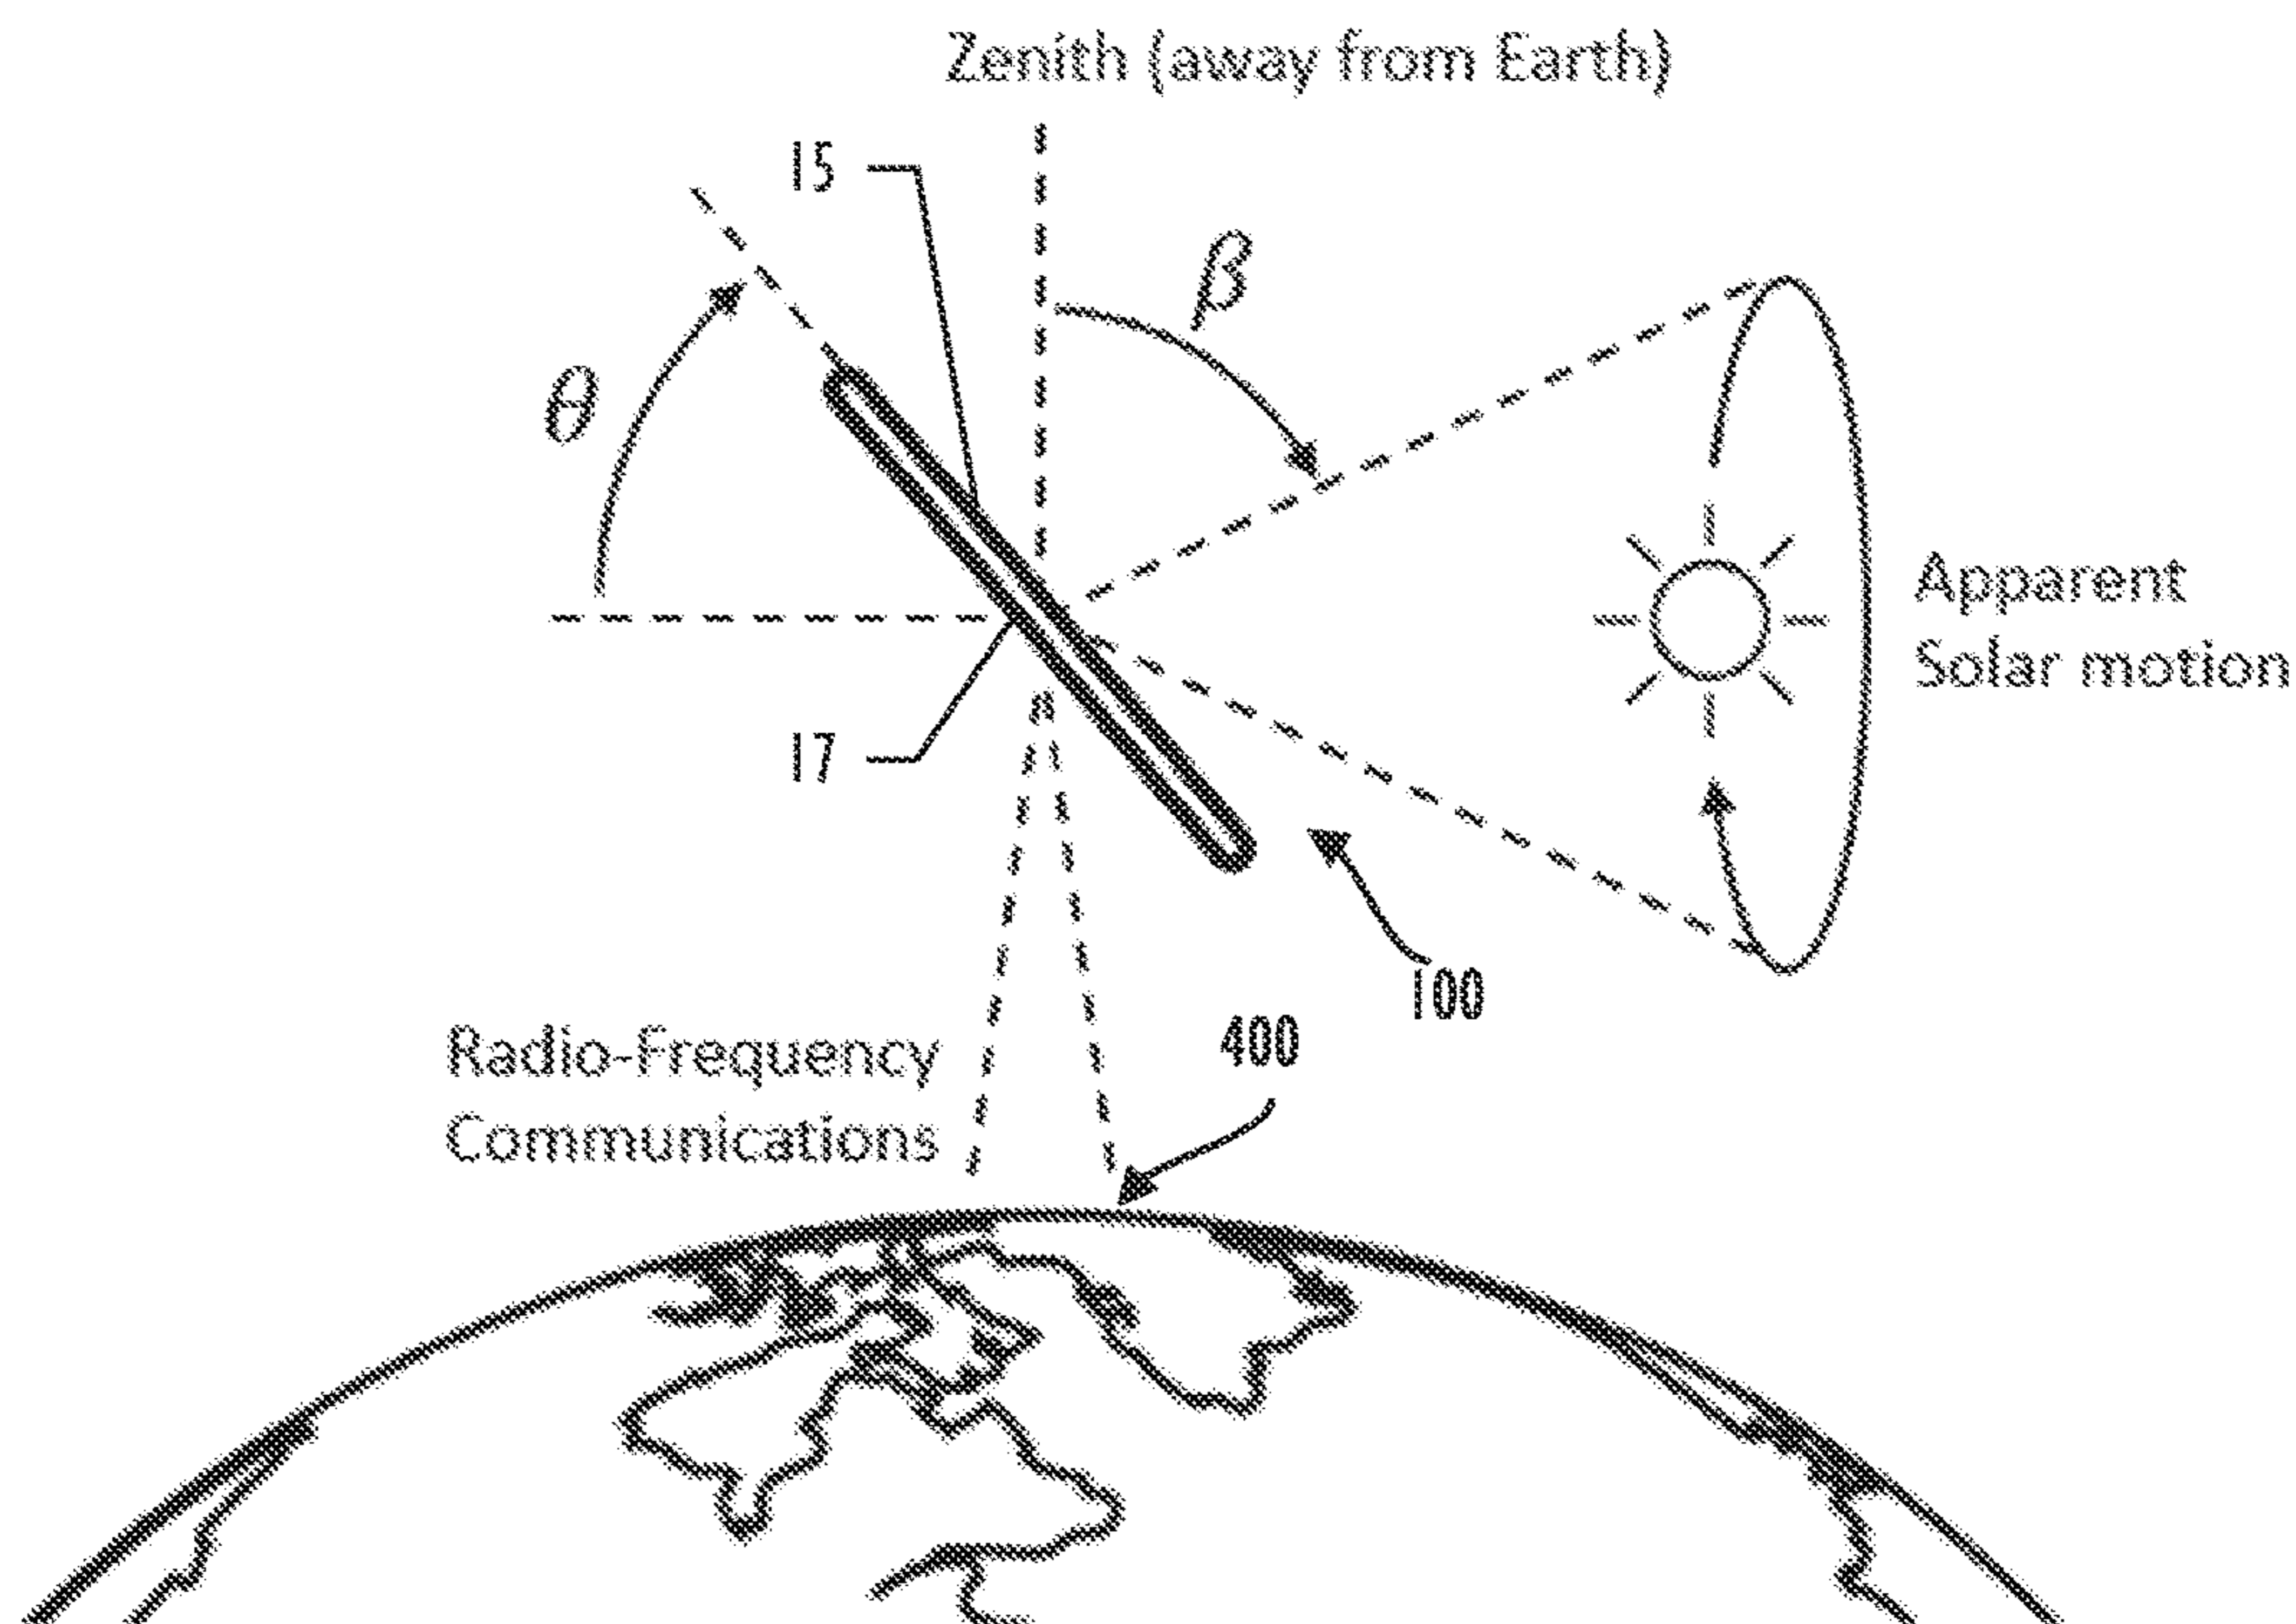 Zenith (away from Earth)
15
β
θ
Apparent
Solar motion
17
100
400
Radio-Frequency
Communications